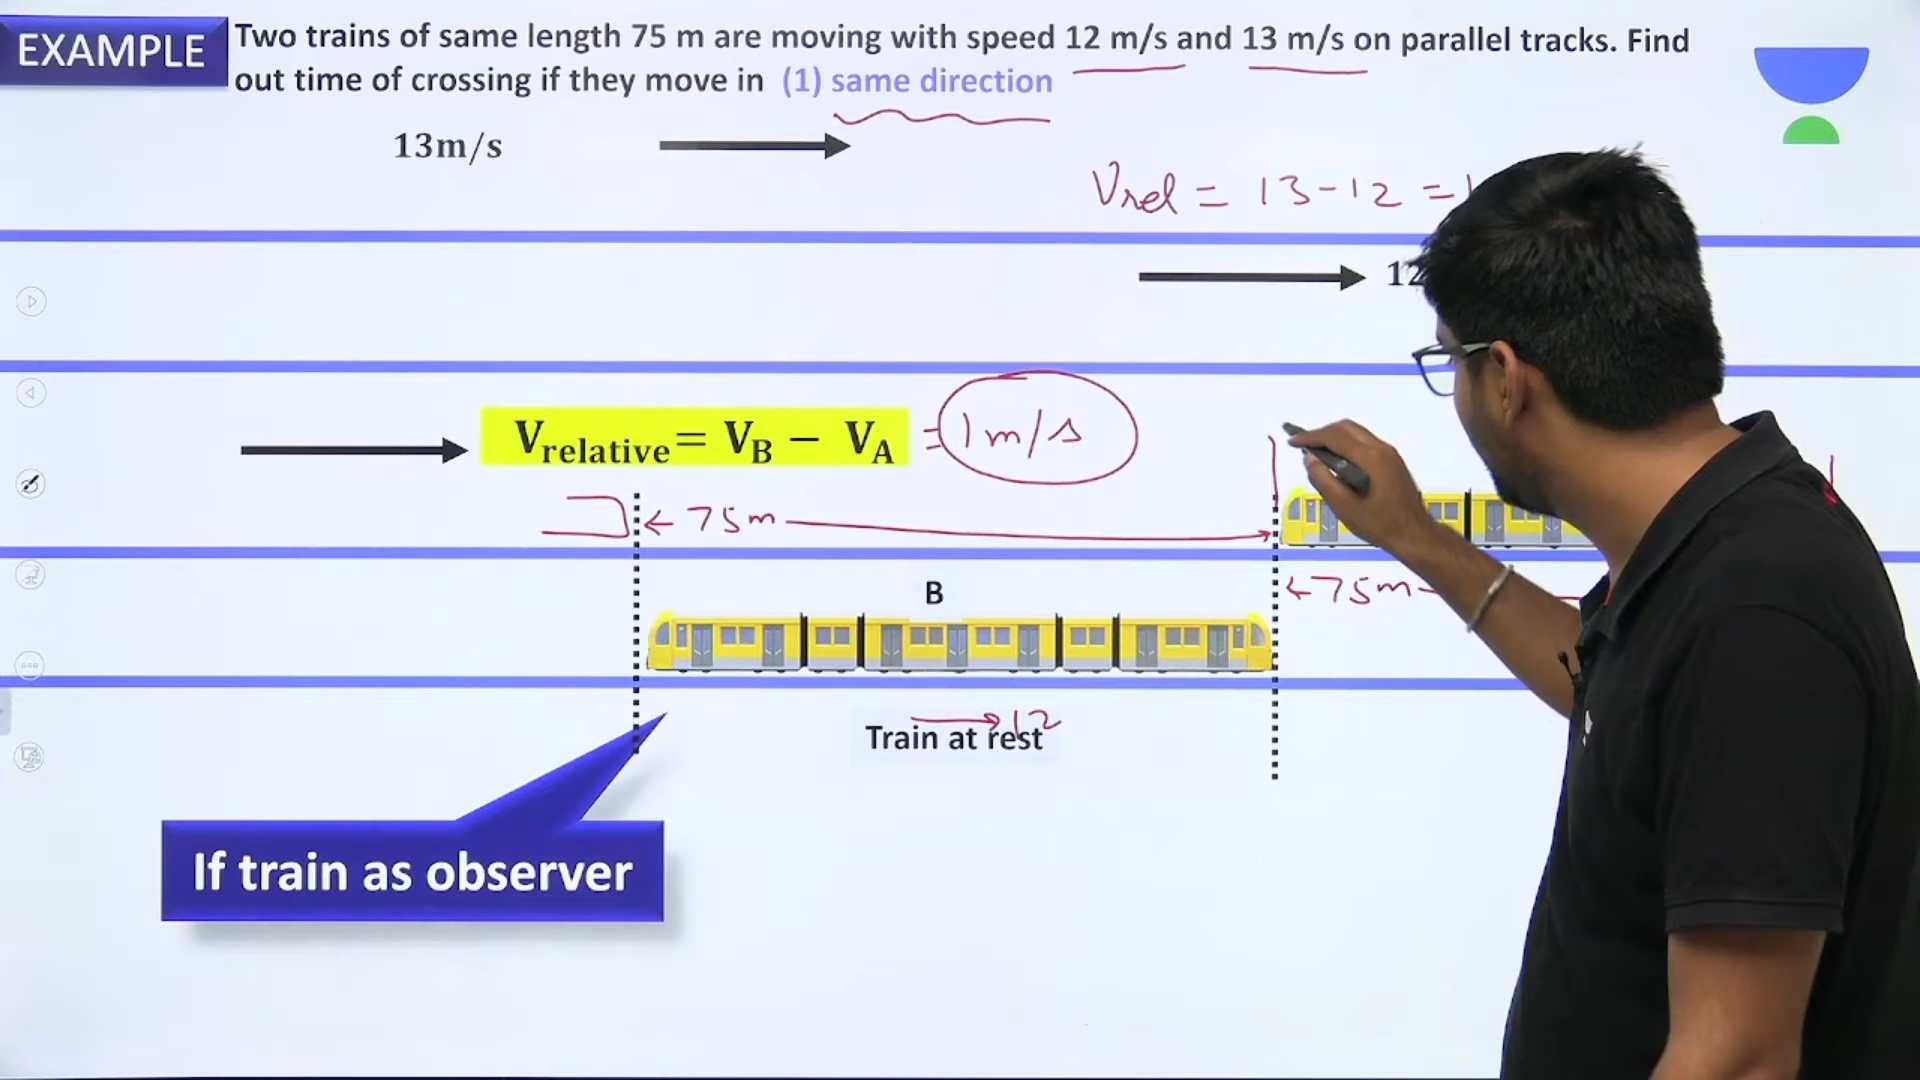 EXAMPLE
Two trains of same length 75 m are moving with speed 12 m/s and 13 m/s on parallel tracks. Find
out time of crossing if they move in (1) same direction
13m/s
Vrel = 13-12 =
12
Vrelative = VB − VA = 1m/s
← 75m
B
←75m
12
Train at rest
If train as observer